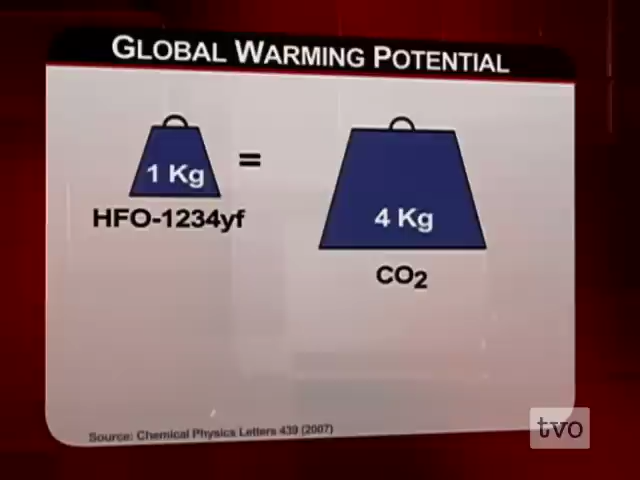 GLOBAL WARMING POTENTIAL
1 Kg
=
4 Kg
HFO-1234yf
CO2
Source: Chemical Physics Letters 439 (2007)
tvo